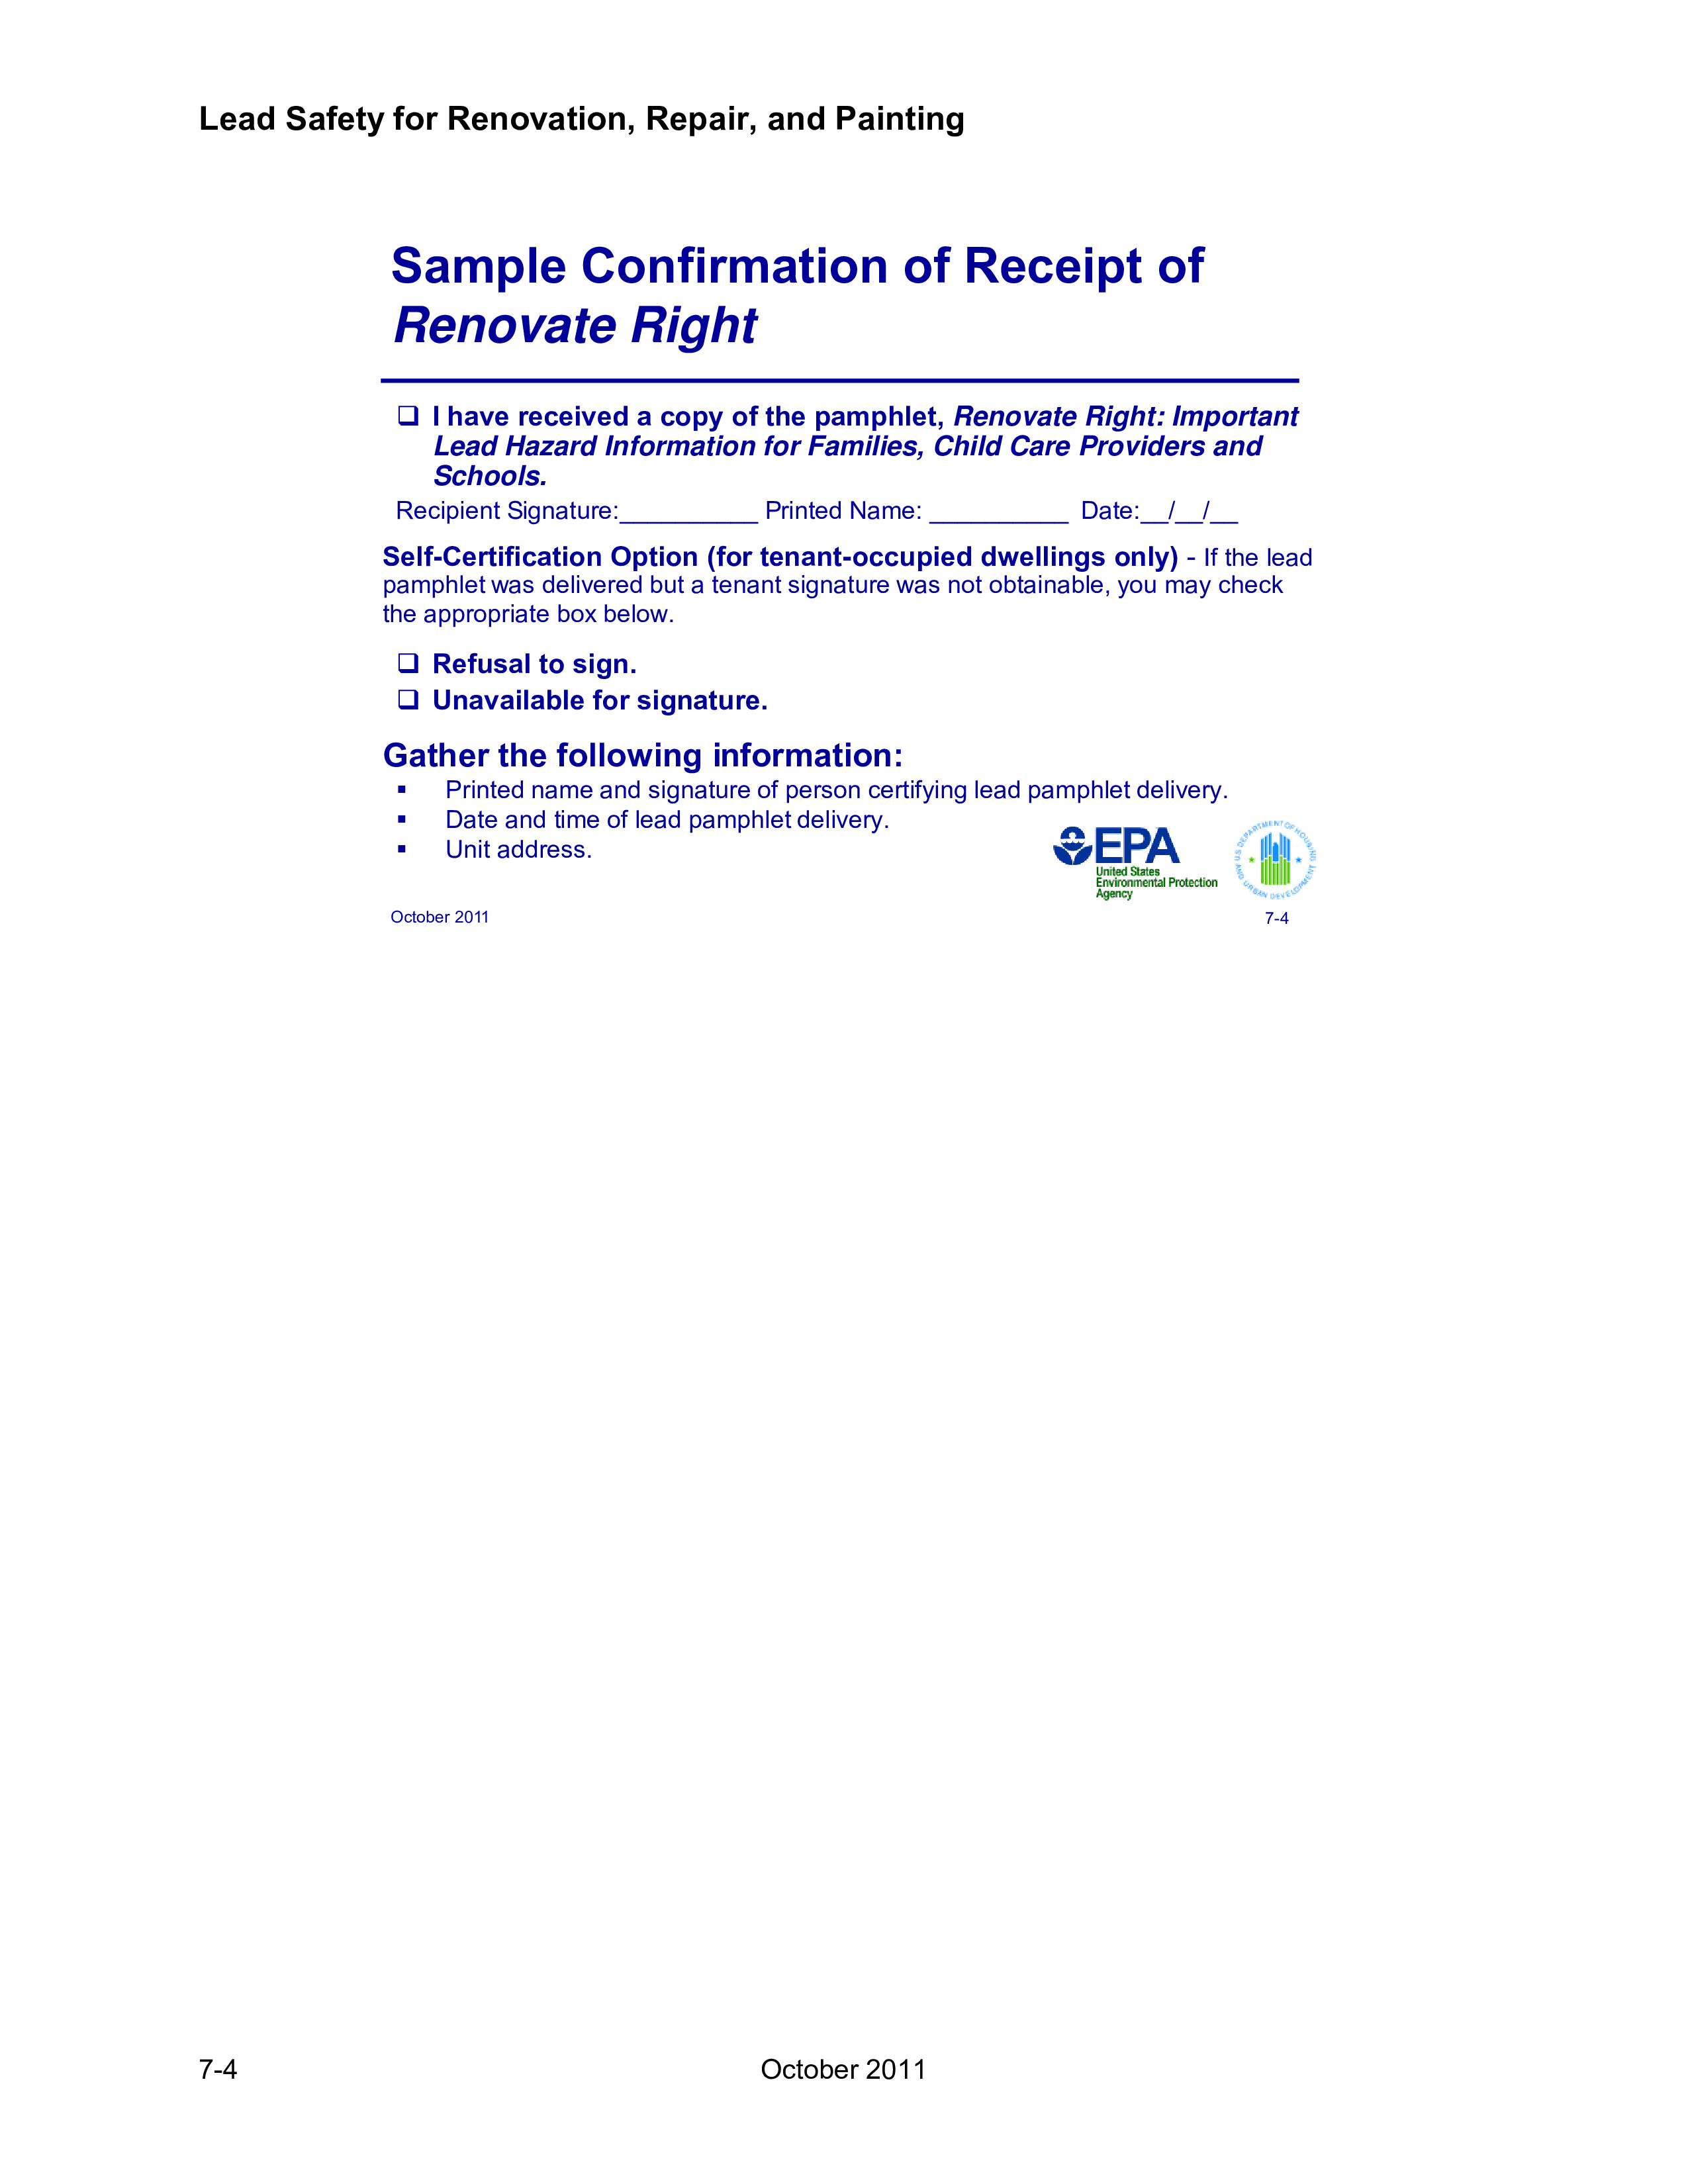 Lead Safety for Renovation, Repair, and Painting
Sample Confirmation of Receipt of
Renovate Right
❑ I have received a copy of the pamphlet, Renovate Right: Important
Lead Hazard Information for Families, Child Care Providers and
Schools.
Recipient Signature:__________ Printed Name: __________ Date:__/__/__
Self-Certification Option (for tenant-occupied dwellings only) - If the lead
pamphlet was delivered but a tenant signature was not obtainable, you may check
the appropriate box below.
❑ Refusal to sign.
❑ Unavailable for signature.
Gather the following information:
▪ Printed name and signature of person certifying lead pamphlet delivery.
▪ Date and time of lead pamphlet delivery.
▪ Unit address.
EPA
United States
Environmental Protection
Agency
U.S. DEPARTMENT OF HOUSING AND URBAN DEVELOPMENT
October 2011
7-4
7-4
October 2011